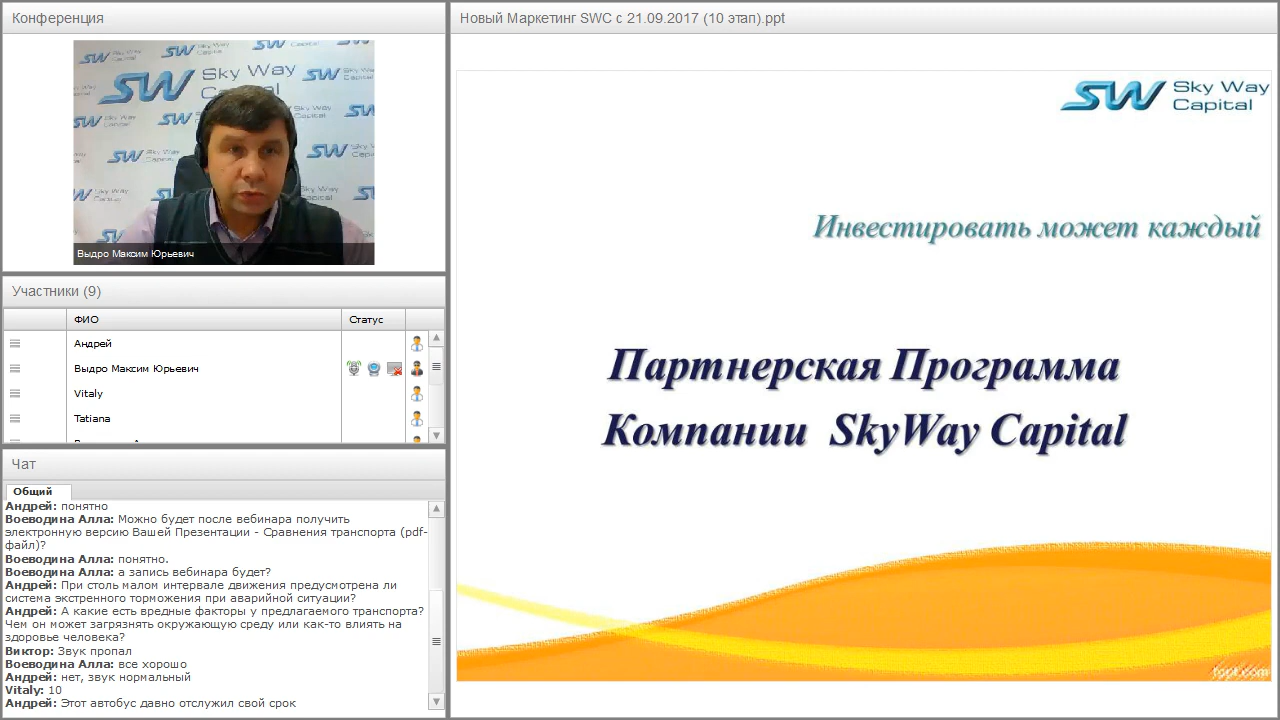 Конференция
Sky Way
Capital
Выдро Максим Юрьевич
Участники (9)
ФИО
Статус
Андрей
Выдро Максим Юрьевич
Vitaly
Tatiana
Чат
Общий
Андрей: понятно
Воеводина Алла: Можно будет после вебинара получить
электронную версию Вашей Презентации - Сравнения транспорта (pdf-
файл)?
Воеводина Алла: понятно.
Воеводина Алла: а запись вебинара будет?
Андрей: При столь малом интервале движения предусмотрена ли
система экстренного торможения при аварийной ситуации?
Андрей: А какие есть вредные факторы у предлагаемого транспорта?
Чем он может загрязнять окружающую среду или как-то влиять на
здоровье человека?
Виктор: Звук пропал
Воеводина Алла: все хорошо
Андрей: нет, звук нормальный
Vitaly: 10
Андрей: Этот автобус давно отслужил свой срок
Новый Маркетинг SWC с 21.09.2017 (10 этап).ppt
SW Sky Way
Capital
Инвестировать может каждый
Партнерская Программа
Компании SkyWay Capital
fppt.com